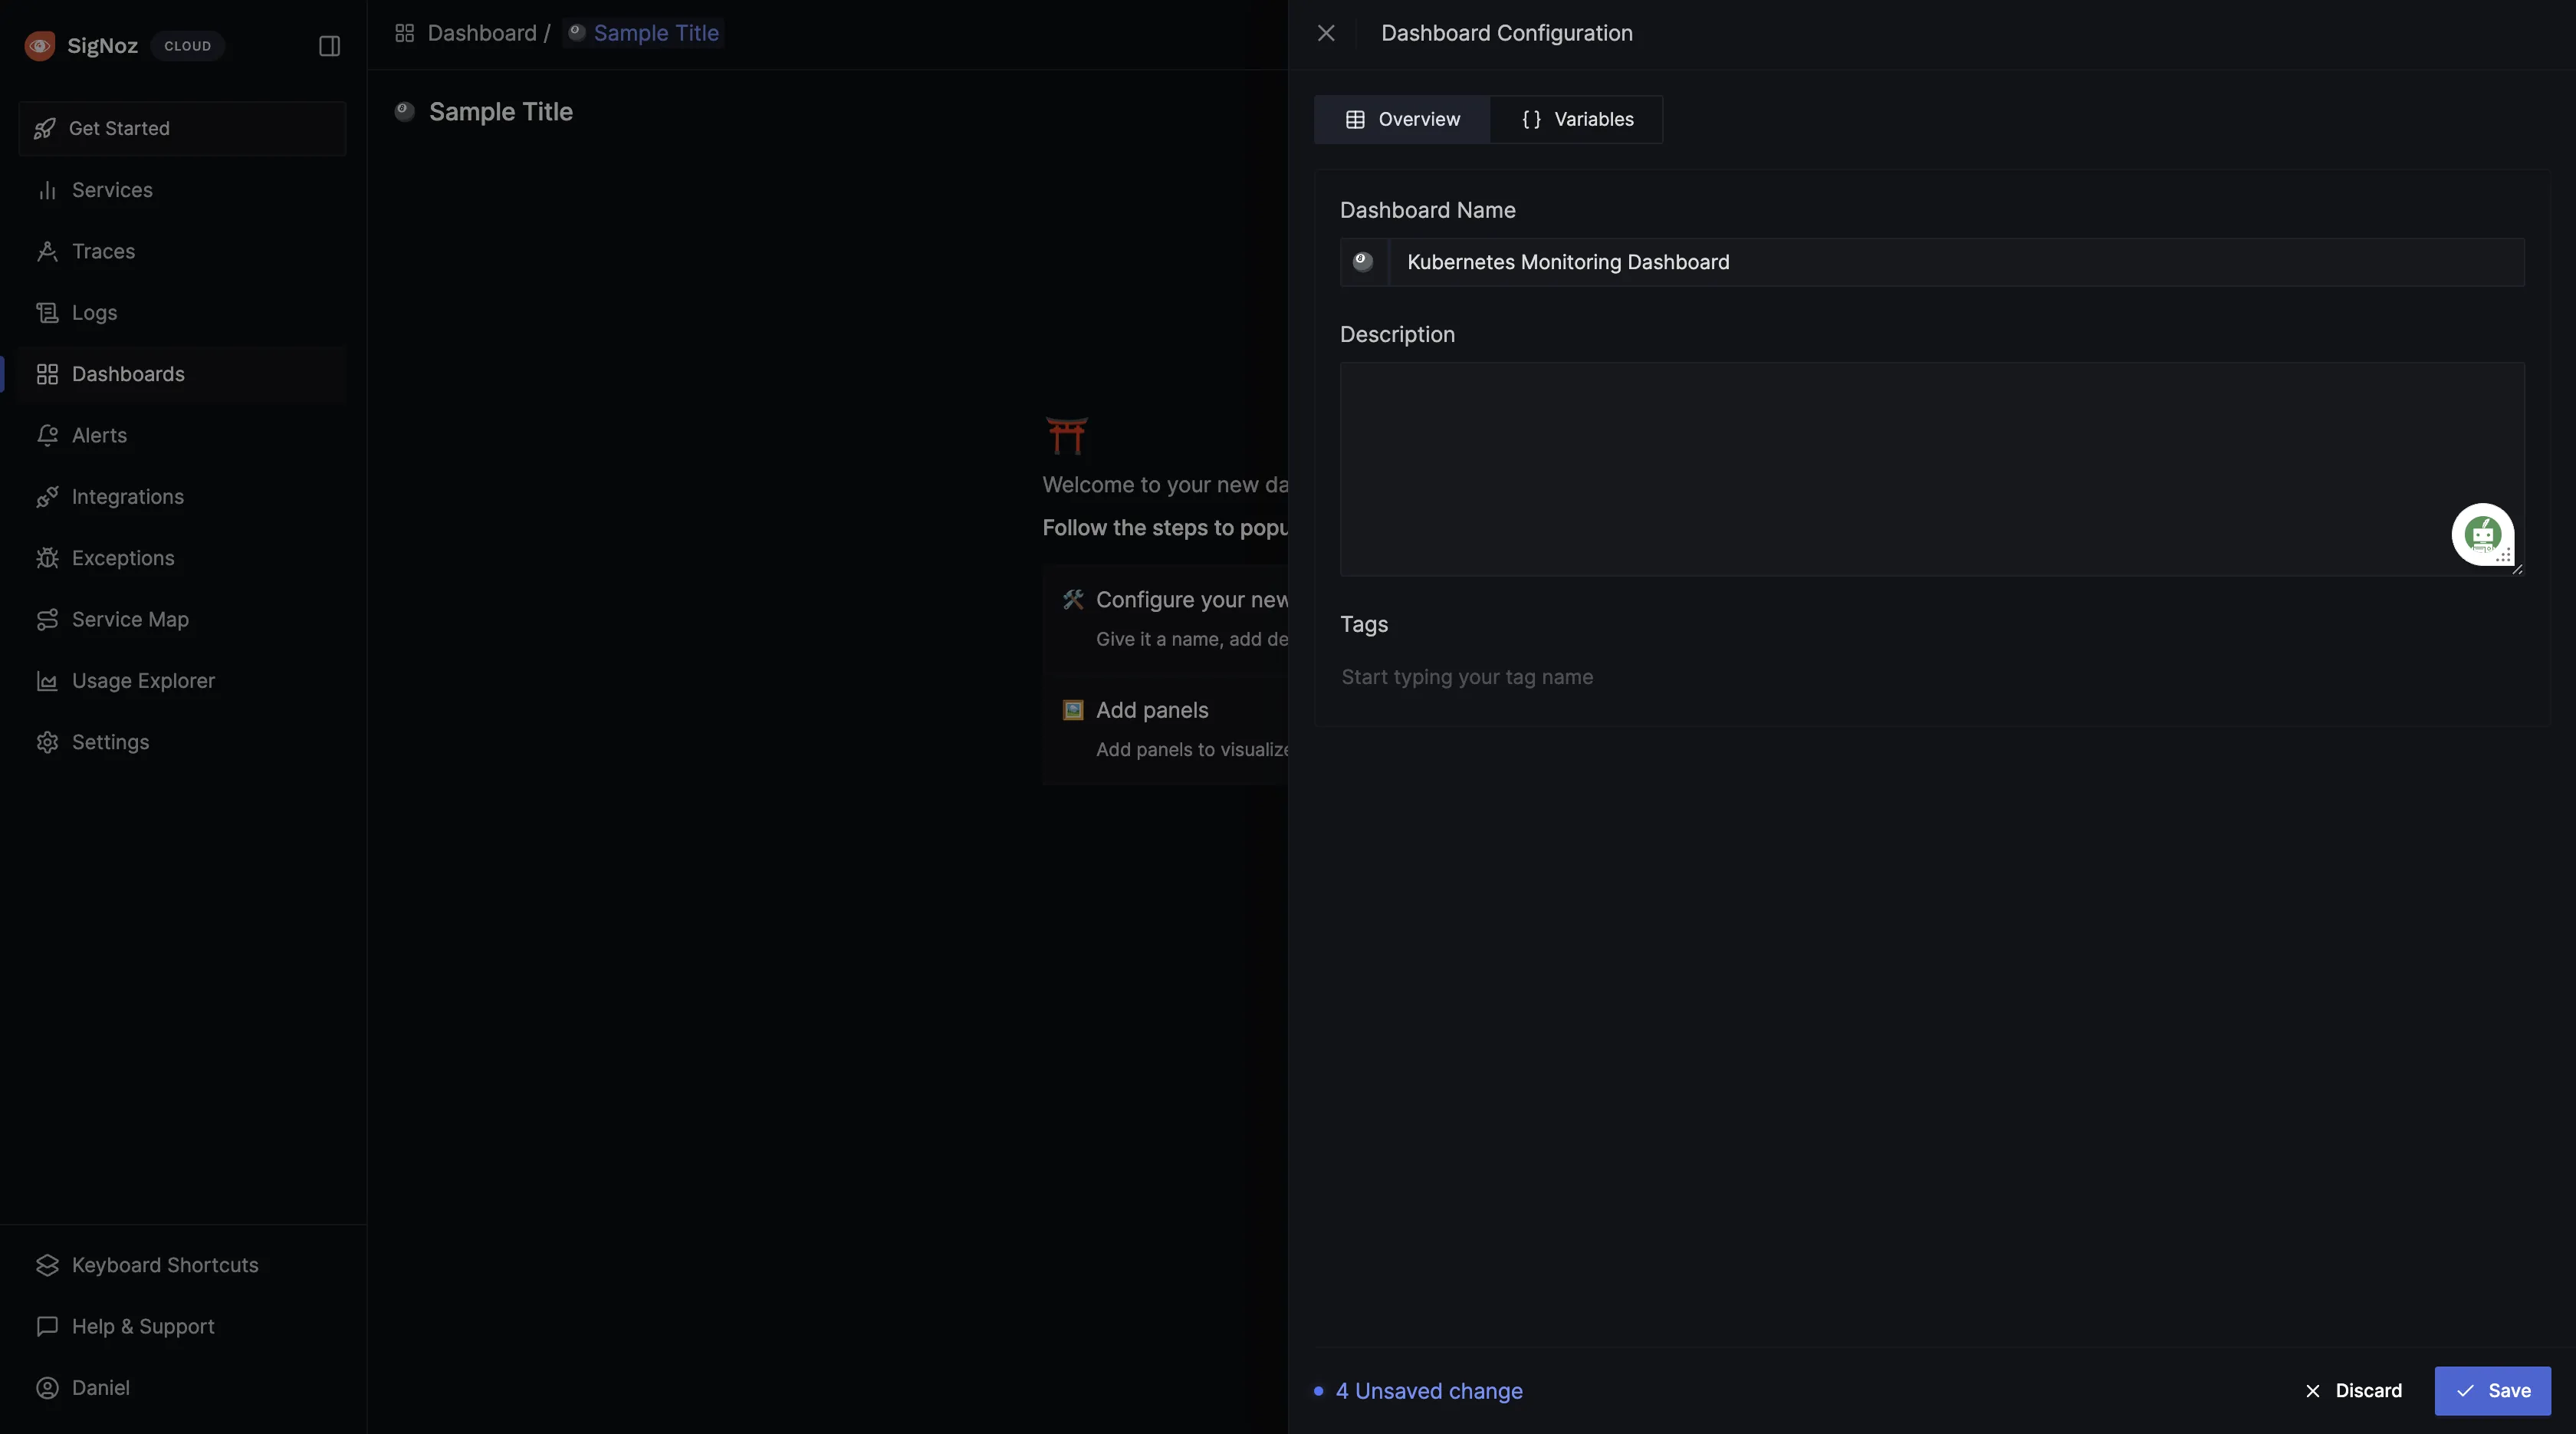 SigNoz CLOUD
Get Started
Services
Traces
Logs
Dashboards
Alerts
Integrations
Exceptions
Service Map
Usage Explorer
Settings
Keyboard Shortcuts
Help & Support
Daniel
Dashboard / Sample Title
Sample Title
Welcome to your new da
Follow the steps to popu
Configure your new
Give it a name, add de
Add panels
Add panels to visualize
Dashboard Configuration
Overview
{ } Variables
Dashboard Name
Kubernetes Monitoring Dashboard
Description
Tags
Start typing your tag name
4 Unsaved change
Discard
Save